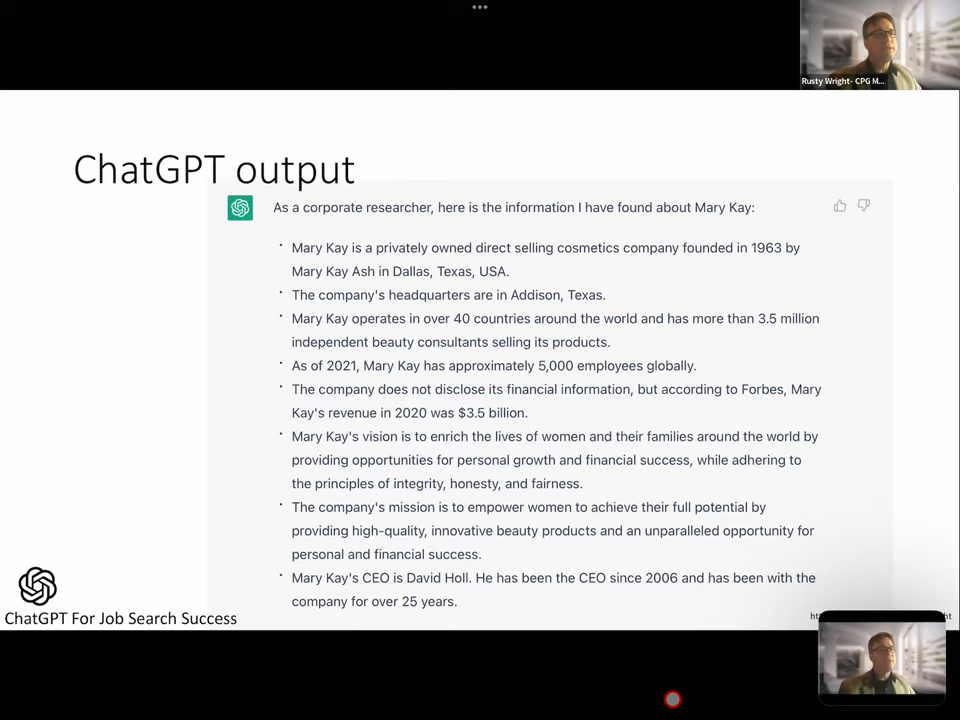 Rusty Wright- CPG M...
ChatGPT output
As a corporate researcher, here is the information I have found about Mary Kay:
• Mary Kay is a privately owned direct selling cosmetics company founded in 1963 by
Mary Kay Ash in Dallas, Texas, USA.
• The company's headquarters are in Addison, Texas.
• Mary Kay operates in over 40 countries around the world and has more than 3.5 million
independent beauty consultants selling its products.
• As of 2021, Mary Kay has approximately 5,000 employees globally.
• The company does not disclose its financial information, but according to Forbes, Mary
Kay's revenue in 2020 was $3.5 billion.
• Mary Kay's vision is to enrich the lives of women and their families around the world by
providing opportunities for personal growth and financial success, while adhering to
the principles of integrity, honesty, and fairness.
• The company's mission is to empower women to achieve their full potential by
providing high-quality, innovative beauty products and an unparalleled opportunity for
personal and financial success.
• Mary Kay's CEO is David Holl. He has been the CEO since 2006 and has been with the
company for over 25 years.
ChatGPT For Job Search Success